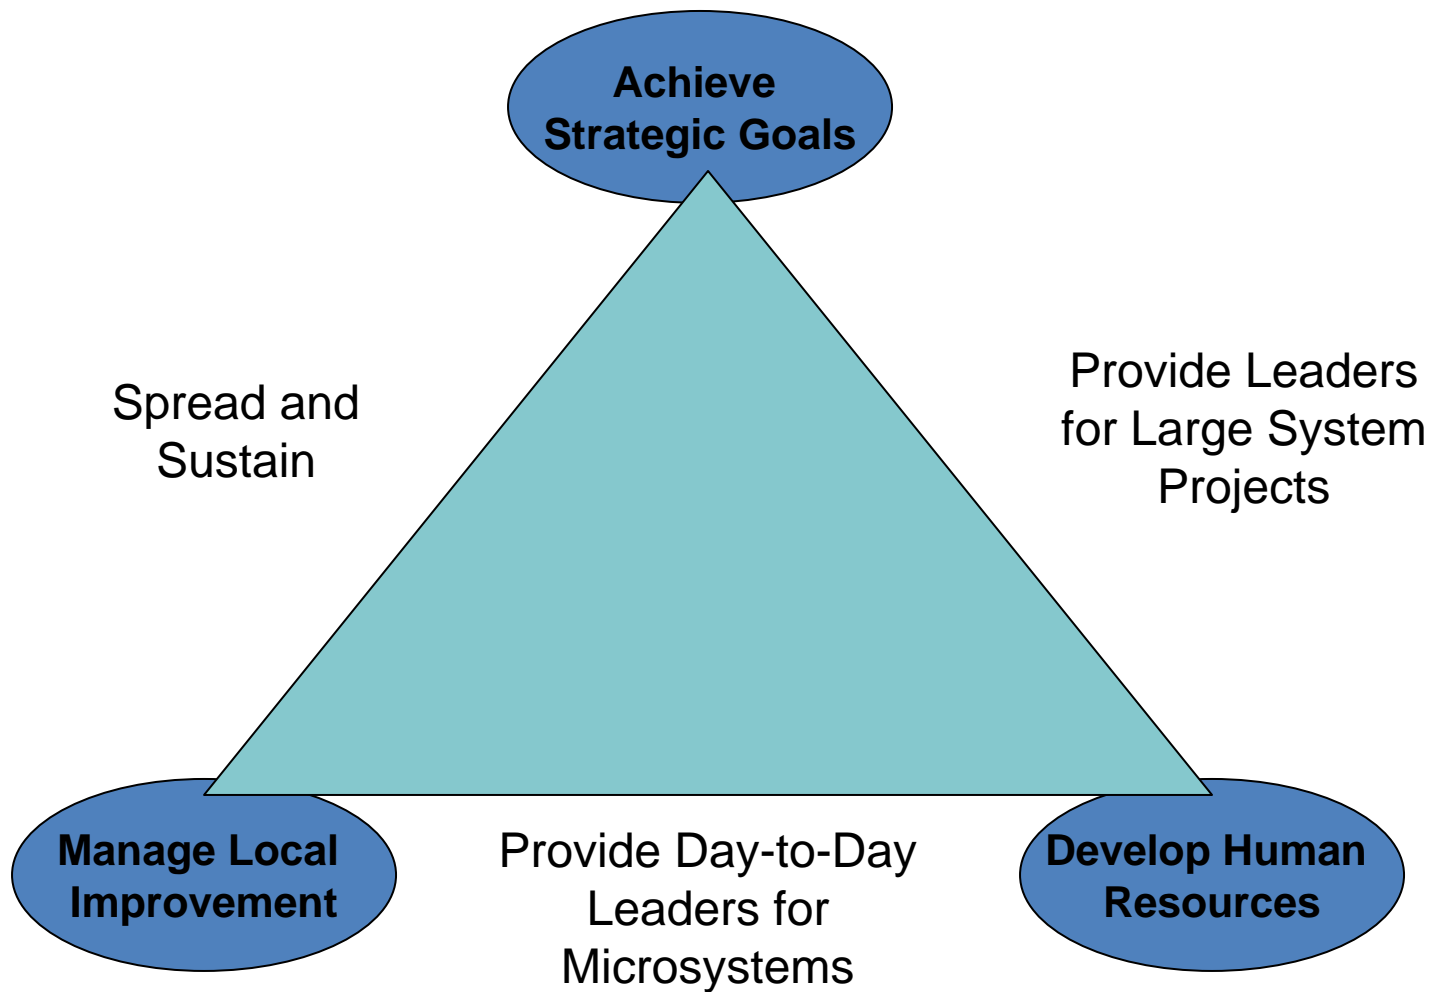 Achieve
Strategic Goals
Spread and
Sustain
Provide Leaders
for Large System
Projects
Manage Local
Improvement
Provide Day-to-Day
Leaders for
Microsystems
Develop Human
Resources